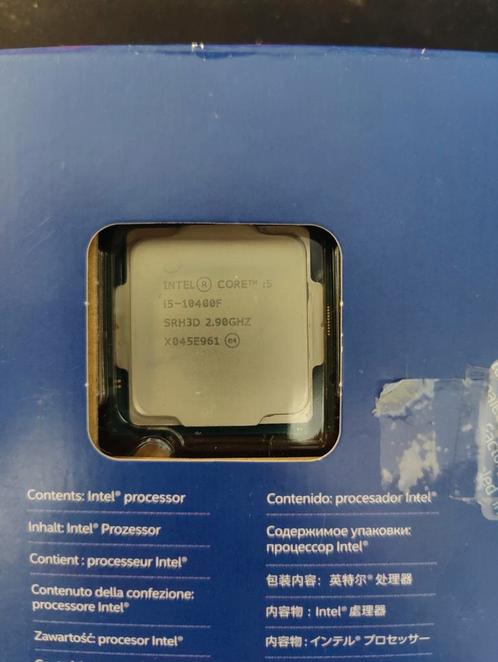 INTEL® CORE™ i5
i5-10400F
SRH3D 2.90GHZ
X045E961 e4
Contents: Intel® processor
Inhalt: Intel® Prozessor
Contient : processeur Intel®
Contenuto della confezione:
processore Intel®
Zawartość: procesor Intel®
Contenido: procesador Intel®
Содержимое упаковки:
процессор Intel®
包装内容: 英特尔® 处理器
內容物：Intel® 處理器
内容物：インテル® プロセッサー